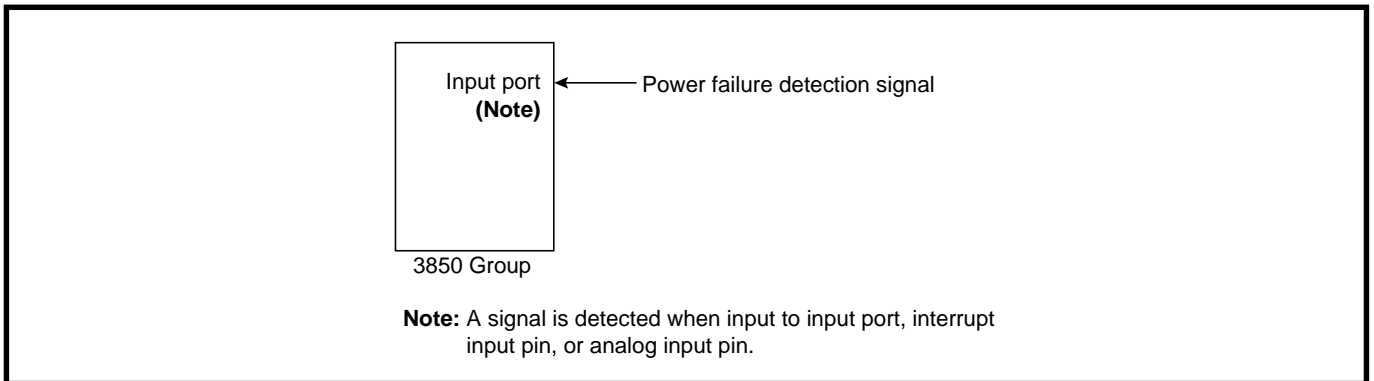 Input port
(Note)
Power failure detection signal
3850 Group
Note: A signal is detected when input to input port, interrupt
input pin, or analog input pin.